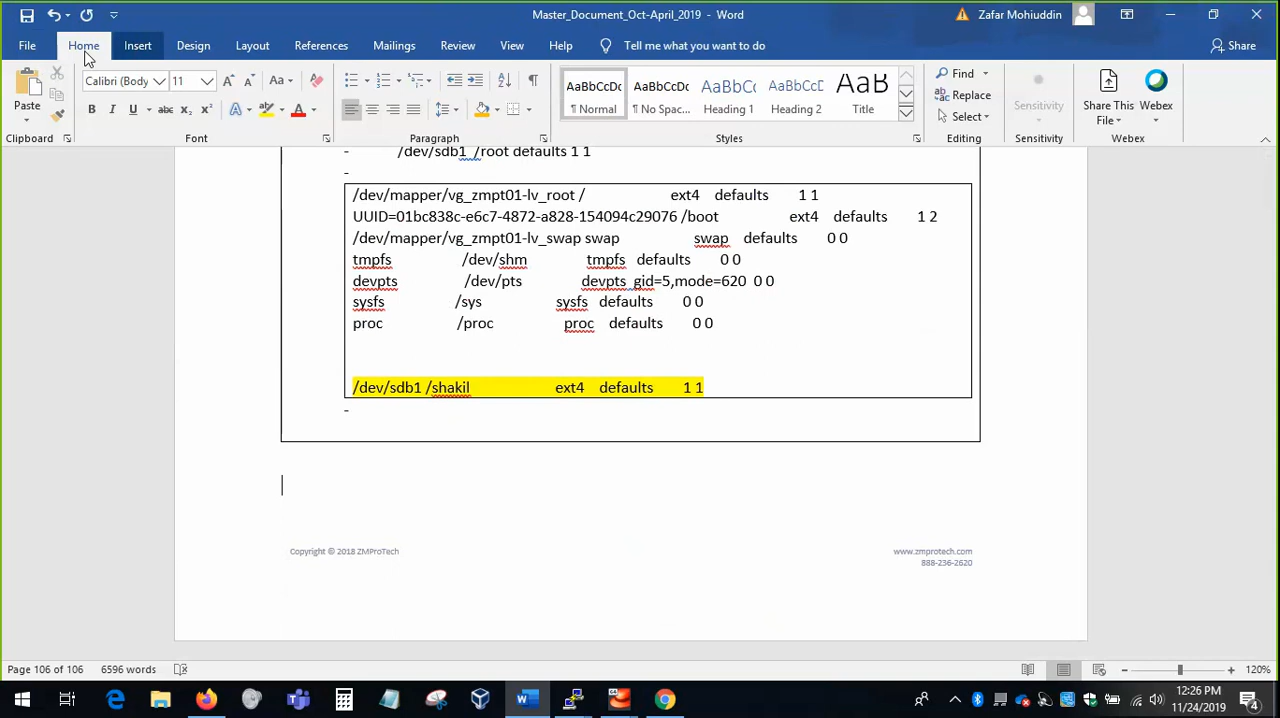 Master_Document_Oct-April_2019 - Word
Zafar Mohiuddin
File Home Insert Design Layout References Mailings Review View Help Tell me what you want to do Share
Paste
Calibri (Body 11
Aa
B I U abc x₂ x² A A
AaBbCcDc ¶ Normal
AaBbCcDc ¶ No Spac...
AaBbCc Heading 1
AaBbCcD Heading 2
AaB Title
Find
Replace
Select
Sensitivity
Share This File
Webex
Clipboard Font Paragraph Styles Editing Sensitivity Webex
- /dev/sdb1 /root defaults 1 1
-
/dev/mapper/vg_zmpt01-lv_root / ext4 defaults 1 1
UUID=01bc838c-e6c7-4872-a828-154094c29076 /boot ext4 defaults 1 2
/dev/mapper/vg_zmpt01-lv_swap swap swap defaults 0 0
tmpfs /dev/shm tmpfs defaults 0 0
devpts /dev/pts devpts gid=5,mode=620 0 0
sysfs /sys sysfs defaults 0 0
proc /proc proc defaults 0 0
/dev/sdb1 /shakil ext4 defaults 1 1
-
Copyright © 2018 ZMProTech
www.zmprotech.com
888-236-2620
Page 106 of 106 6596 words
120%
12:26 PM
11/24/2019
4